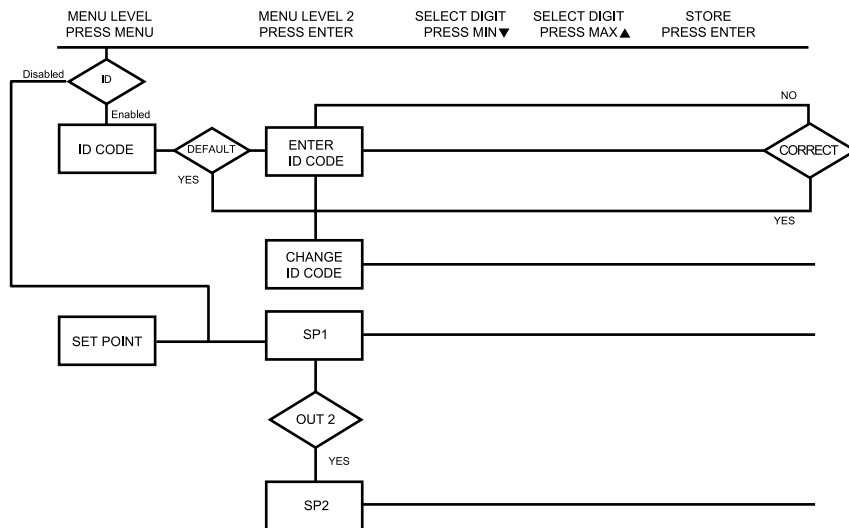 MENU LEVEL
PRESS MENU
MENU LEVEL 2
PRESS ENTER
SELECT DIGIT
PRESS MIN▼
SELECT DIGIT
PRESS MAX▲
STORE
PRESS ENTER
Disabled
ID
Enabled
NO
ID CODE
DEFAULT
ENTER
ID CODE
CORRECT
YES
YES
CHANGE
ID CODE
SET POINT
SP1
OUT 2
YES
SP2